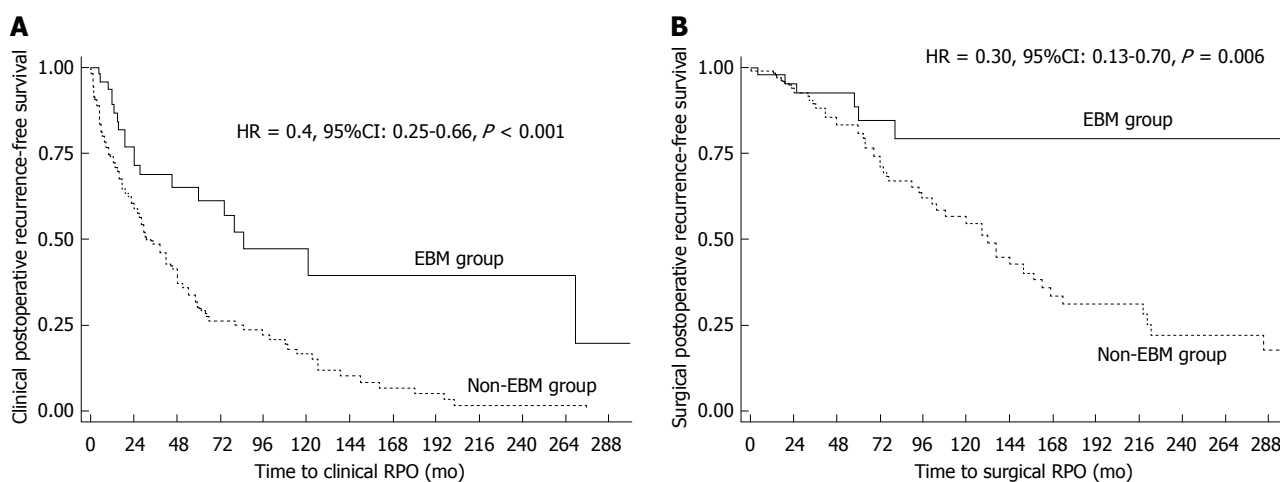 A
Clinical postoperative recurrence-free survival
1.00
0.75
0.50
0.25
0.00
HR = 0.4, 95%CI: 0.25-0.66, P < 0.001
EBM group
Non-EBM group
0 24 48 72 96 120 144 168 192 216 240 264 288
Time to clinical RPO (mo)
B
Surgical postoperative recurrence-free survival
1.00
0.75
0.50
0.25
0.00
HR = 0.30, 95%CI: 0.13-0.70, P = 0.006
EBM group
Non-EBM group
0 24 48 72 96 120 144 168 192 216 240 264 288
Time to surgical RPO (mo)